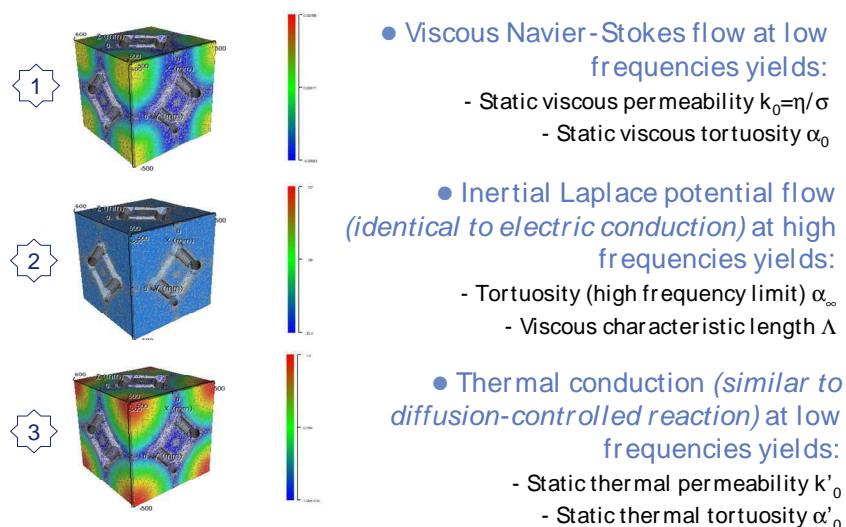 1
● Viscous Navier-Stokes flow at low
frequencies yields:
- Static viscous permeability k₀=η/σ
- Static viscous tortuosity α₀
2
● Inertial Laplace potential flow
(identical to electric conduction) at high
frequencies yields:
- Tortuosity (high frequency limit) α∞
- Viscous characteristic length Λ
3
● Thermal conduction (similar to
diffusion-controlled reaction) at low
frequencies yields:
- Static thermal permeability k’₀
- Static thermal tortuosity α’₀